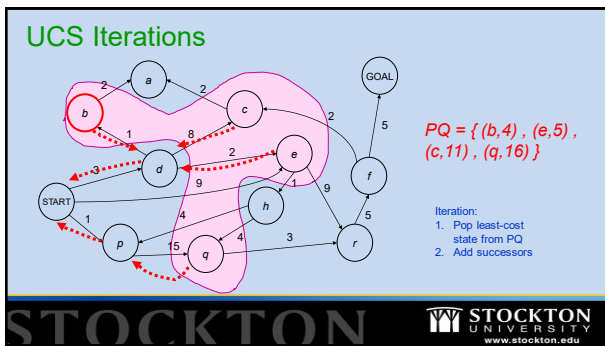 UCS Iterations
GOAL
a
2
2
b
c
2
5
1
8
PQ = { (b,4) , (e,5) ,
(c,11) , (q,16) }
2
e
3
d
f
9
1
9
START
h
Iteration:
1. Pop least-cost
state from PQ
2. Add successors
4
5
1
p
15
4
q
3
r
STOCKTON
STOCKTON
UNIVERSITY
www.stockton.edu